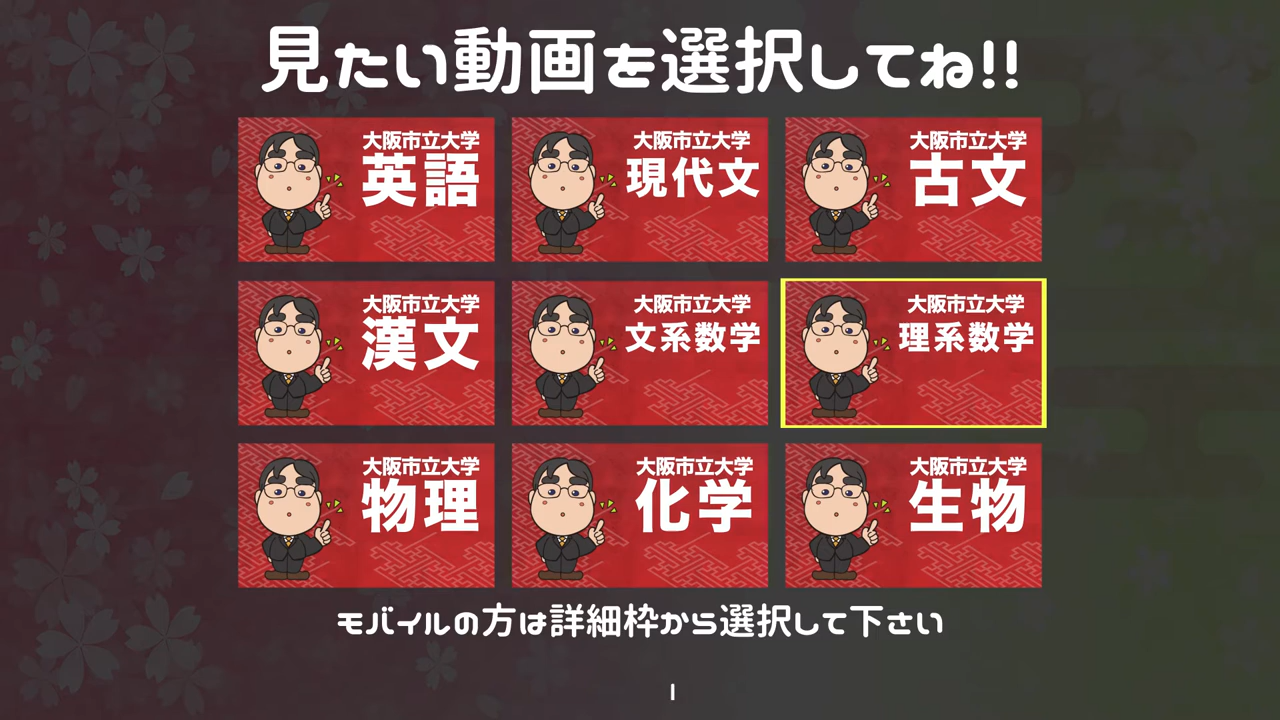 見たい動画を選択してね!!
大阪市立大学
英語
大阪市立大学
現代文
大阪市立大学
古文
大阪市立大学
漢文
大阪市立大学
文系数学
大阪市立大学
理系数学
大阪市立大学
物理
大阪市立大学
化学
大阪市立大学
生物
モバイルの方は詳細枠から選択して下さい
1